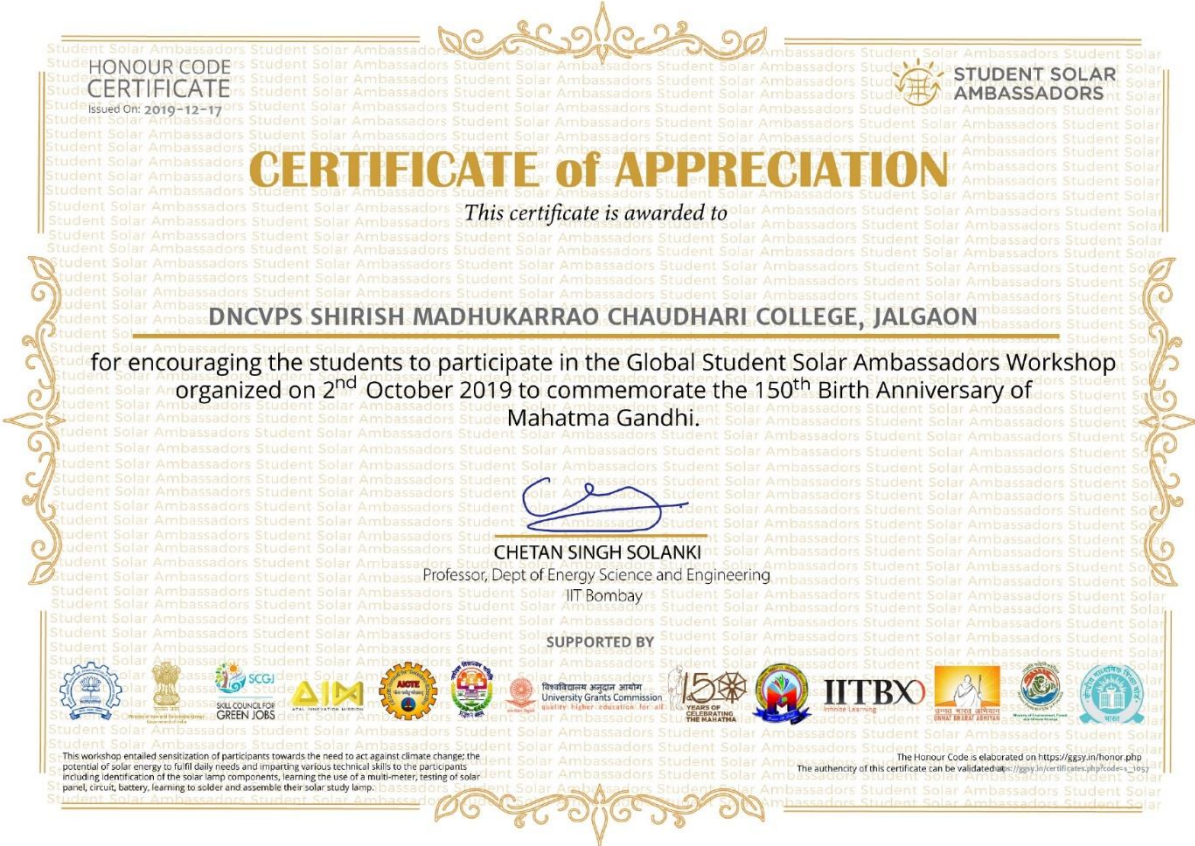 HONOUR CODE
CERTIFICATE
Issued On: 2019-12-17
STUDENT SOLAR
AMBASSADORS
CERTIFICATE of APPRECIATION
This certificate is awarded to
DNCVPS SHIRISH MADHUKARRAO CHAUDHARI COLLEGE, JALGAON
for encouraging the students to participate in the Global Student Solar Ambassadors Workshop
organized on 2nd October 2019 to commemorate the 150th Birth Anniversary of
Mahatma Gandhi.
CHETAN SINGH SOLANKI
Professor, Dept of Energy Science and Engineering
IIT Bombay
SUPPORTED BY
SCGJ
SKILL COUNCIL FOR
GREEN JOBS
AIM
ATAL INNOVATION MISSION
AICTE
विश्वविद्यालय अनुदान आयोग
University Grants Commission
quality higher education for all
150
YEARS OF
CELEBRATING
THE MAHATMA
IITBX
Infinite Learning
उन्नत भारत अभियान
UNNAT BHARAT ABHIYAN
This workshop entailed sensitization of participants towards the need to act against climate change; the
potential of solar energy to fulfil daily needs and imparting various technical skills to the participants
including identification of the solar lamp components, learning the use of a multi-meter, testing of solar
panel, circuit, battery, learning to solder and assemble their solar study lamp.
The Honour Code is elaborated on https://ggsy.in/honor.php
The authencity of this certificate can be validated at